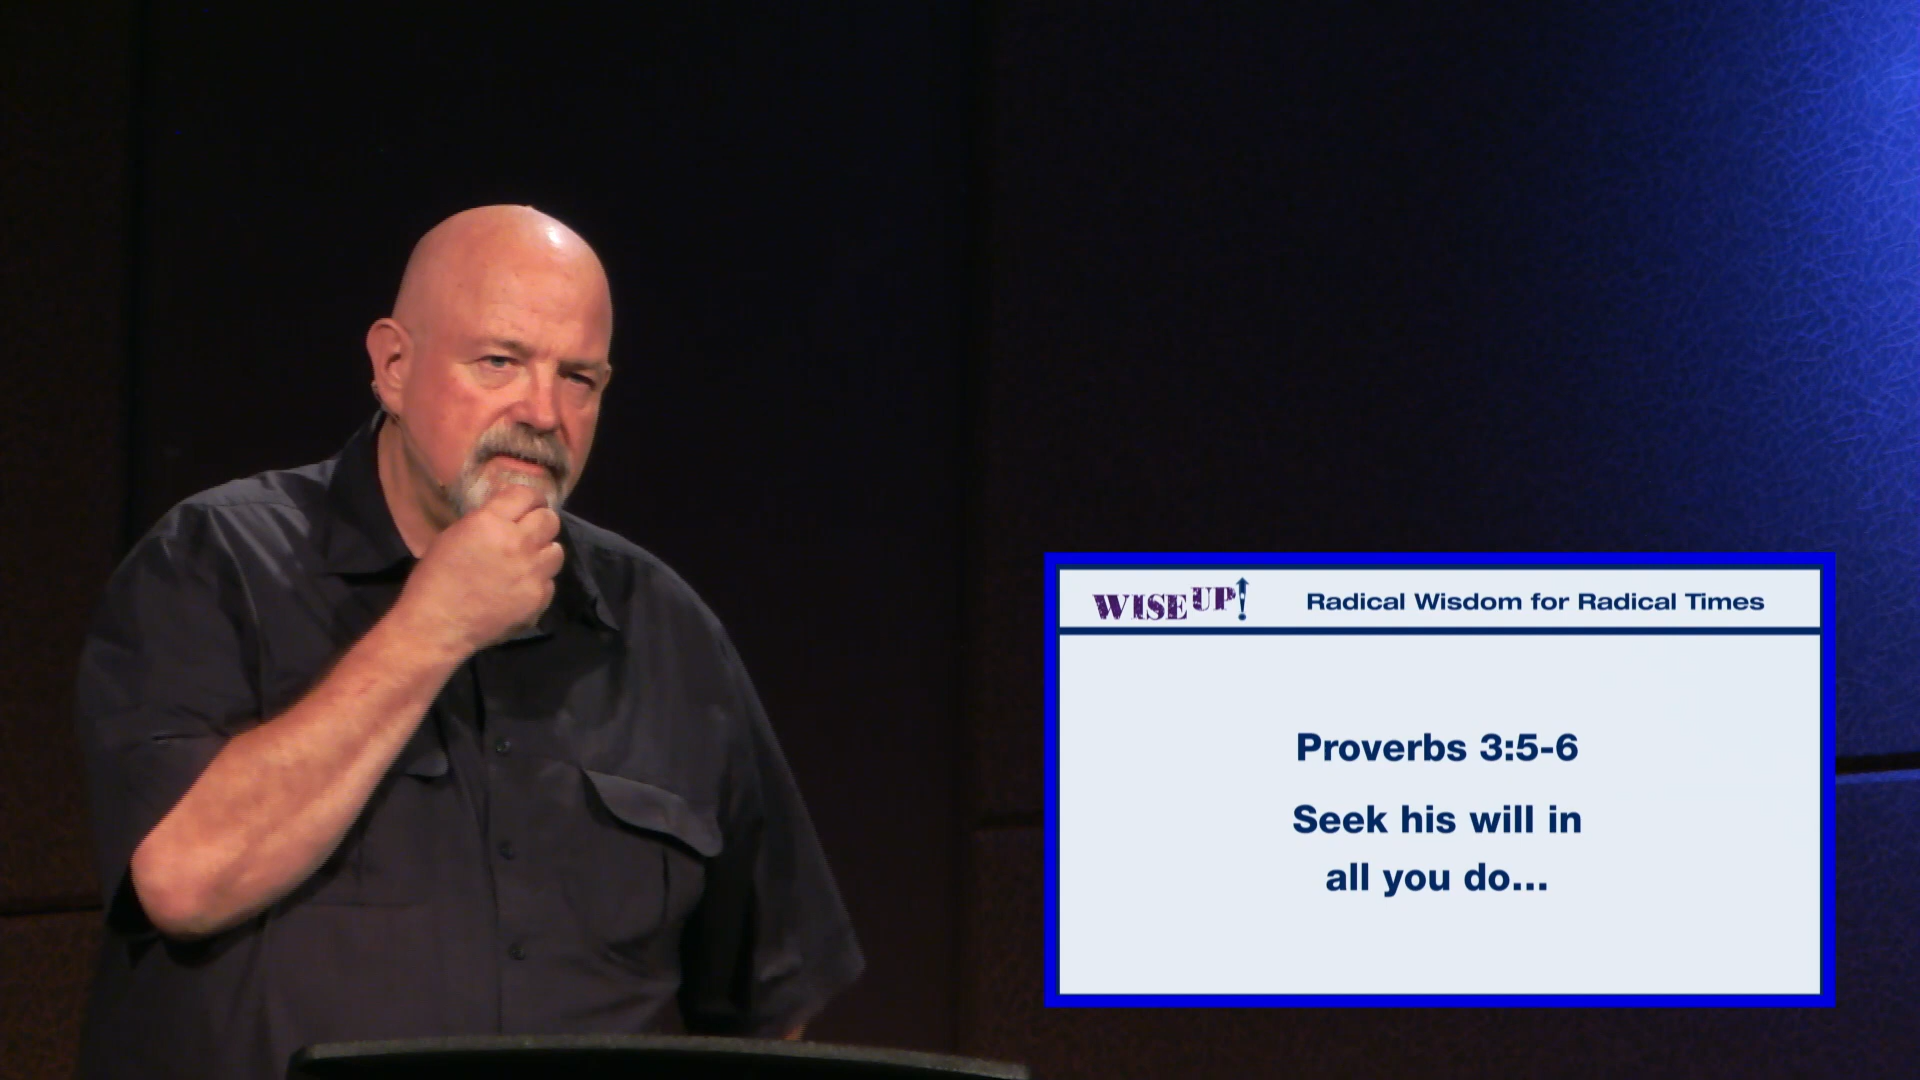 WISE UP! Radical Wisdom for Radical Times
Proverbs 3:5-6
Seek his will in
all you do...